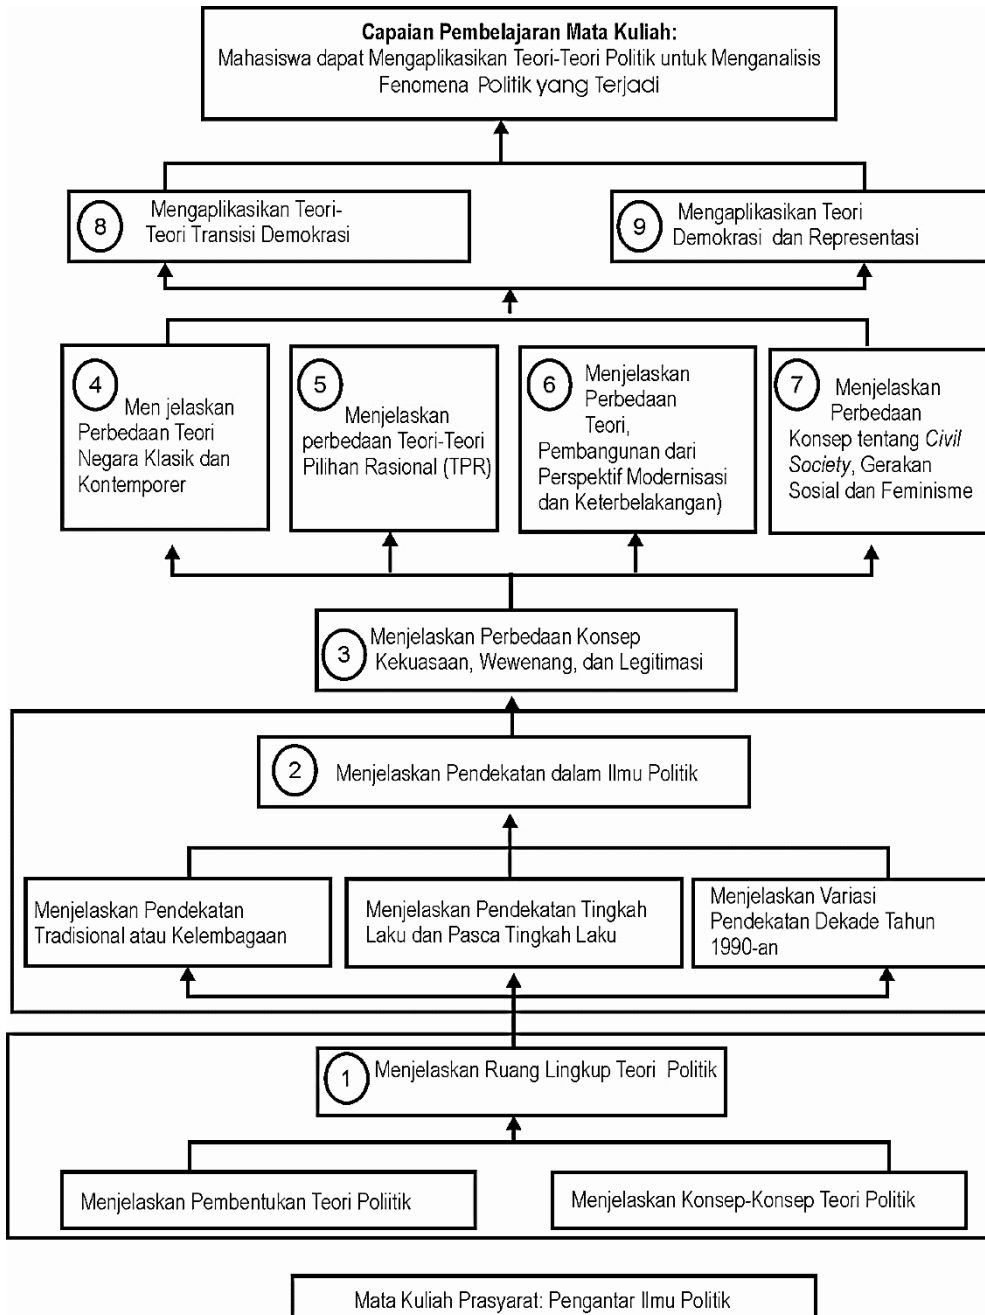 Capaian Pembelajaran Mata Kuliah:
Mahasiswa dapat Mengaplikasikan Teori-Teori Politik untuk Menganalisis
Fenomena Politik yang Terjadi
8
Mengaplikasikan Teori-
Teori Transisi Demokrasi
9
Mengaplikasikan Teori
Demokrasi dan Representasi
4
Men jelaskan
Perbedaan Teori
Negara Klasik dan
Kontemporer
5
Menjelaskan
perbedaan Teori-Teori
Pilihan Rasional (TPR)
6
Menjelaskan
Perbedaan
Teori,
Pembangunan dari
Perspektif Modernisasi
dan Keterbelakangan)
7
Menjelaskan
Perbedaan
Konsep tentang Civil
Society, Gerakan
Sosial dan Feminisme
3
Menjelaskan Perbedaan Konsep
Kekuasaan, Wewenang, dan Legitimasi
2
Menjelaskan Pendekatan dalam Ilmu Politik
Menjelaskan Pendekatan
Tradisional atau Kelembagaan
Menjelaskan Pendekatan Tingkah
Laku dan Pasca Tingkah Laku
Menjelaskan Variasi
Pendekatan Dekade Tahun
1990-an
1
Menjelaskan Ruang Lingkup Teori Politik
Menjelaskan Pembentukan Teori Poliitik
Menjelaskan Konsep-Konsep Teori Politik
Mata Kuliah Prasyarat: Pengantar Ilmu Politik